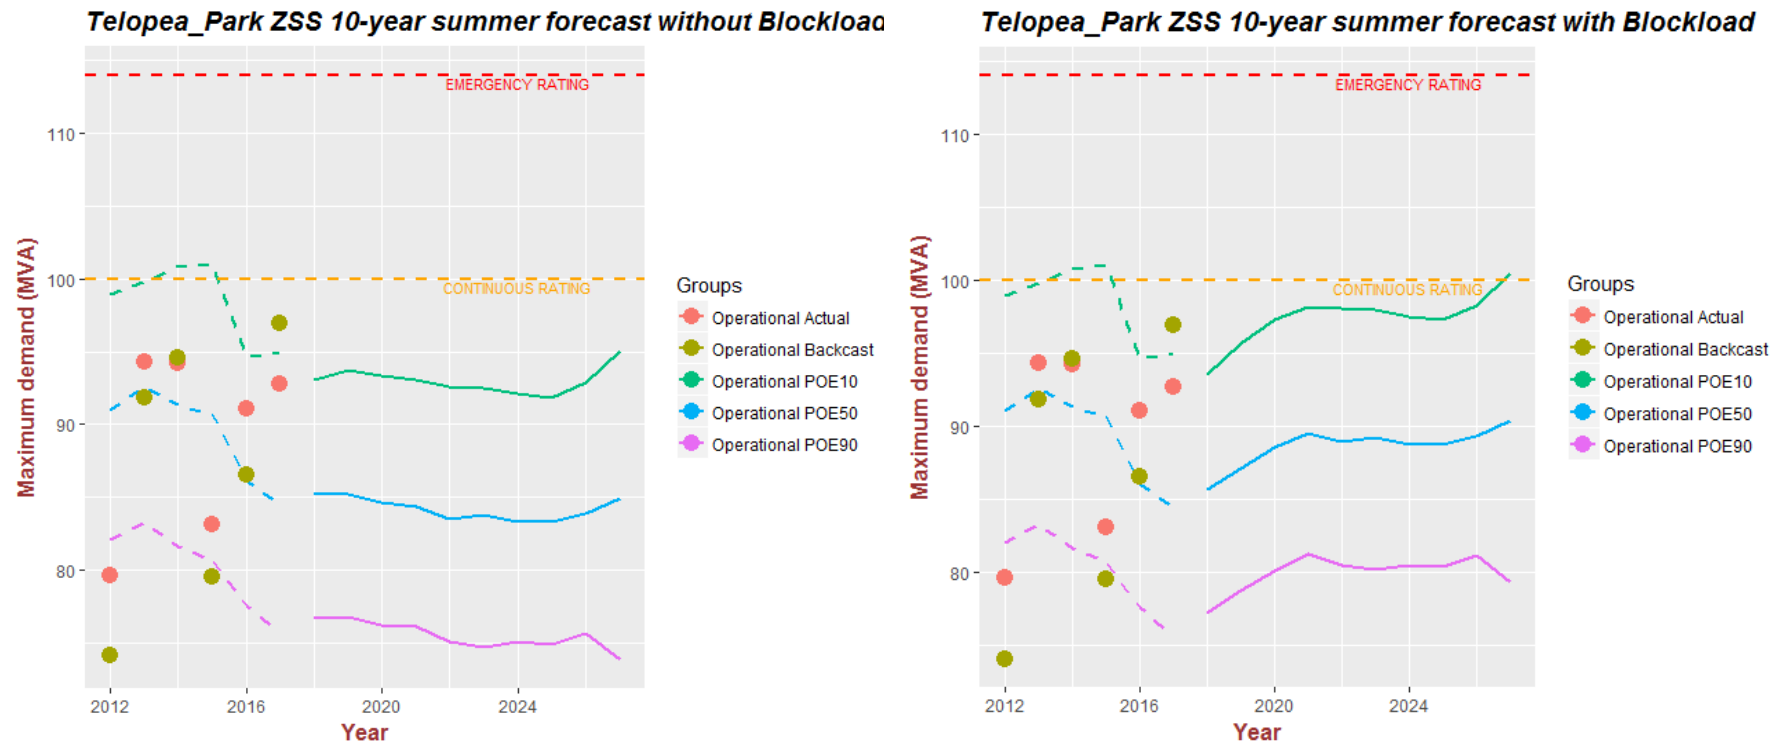 Telopea_Park ZSS 10-year summer forecast without Blockload
EMERGENCY RATING
110
100
CONTINUOUS RATING
90
80
Maximum demand (MVA)
2012 2016 2020 2024
Year
Groups
Operational Actual
Operational Backcast
Operational POE10
Operational POE50
Operational POE90
Telopea_Park ZSS 10-year summer forecast with Blockload
EMERGENCY RATING
110
100
CONTINUOUS RATING
90
80
Maximum demand (MVA)
2012 2016 2020 2024
Year
Groups
Operational Actual
Operational Backcast
Operational POE10
Operational POE50
Operational POE90